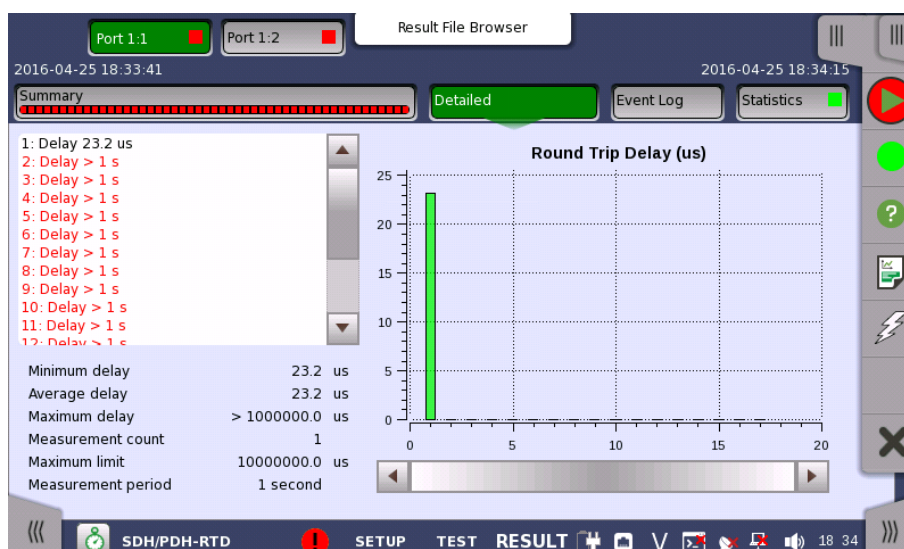 Port 1:1
Port 1:2
Result File Browser
2016-04-25 18:33:41
2016-04-25 18:34:15
Summary
Detailed
Event Log
Statistics
1: Delay 23.2 us
2: Delay > 1 s
3: Delay > 1 s
4: Delay > 1 s
5: Delay > 1 s
6: Delay > 1 s
7: Delay > 1 s
8: Delay > 1 s
9: Delay > 1 s
10: Delay > 1 s
11: Delay > 1 s
12: Delay > 1 s
Round Trip Delay (us)
25
20
15
10
5
0
0 5 10 15 20
Minimum delay 23.2 us
Average delay 23.2 us
Maximum delay > 1000000.0 us
Measurement count 1
Maximum limit 10000000.0 us
Measurement period 1 second
SDH/PDH-RTD
SETUP TEST RESULT V 18 34